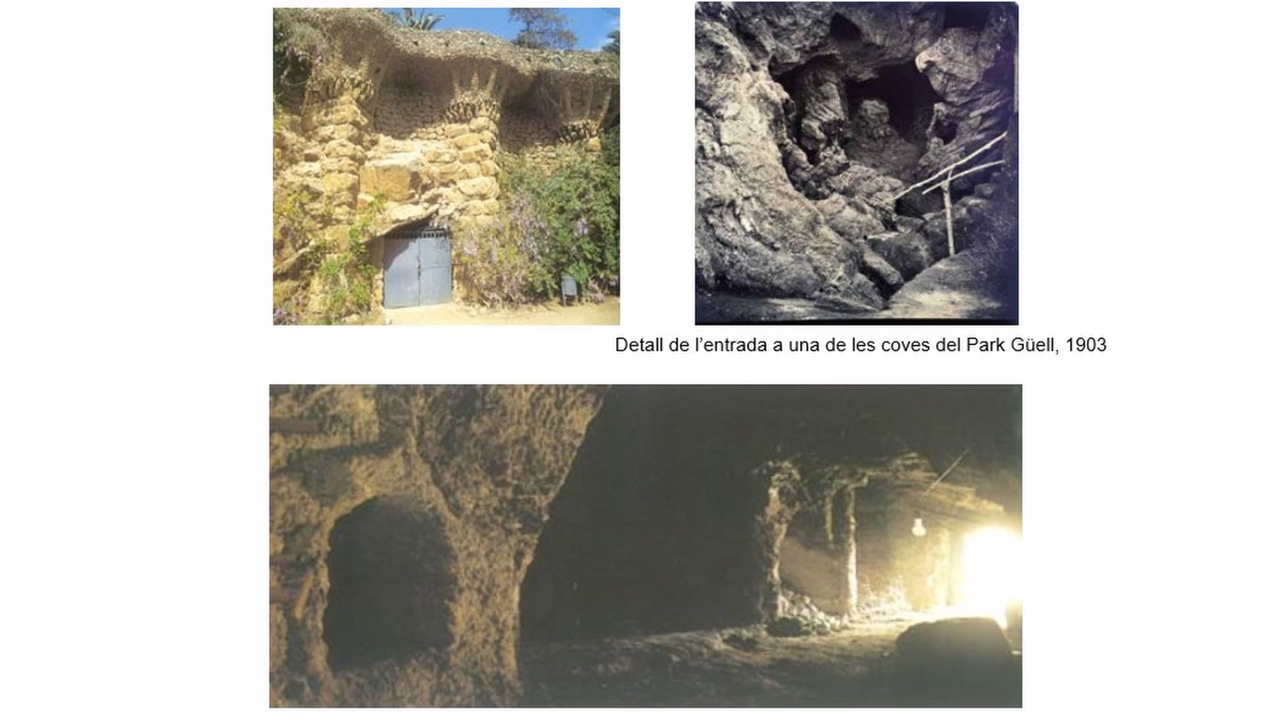 Detall de l’entrada a una de les coves del Park Güell, 1903